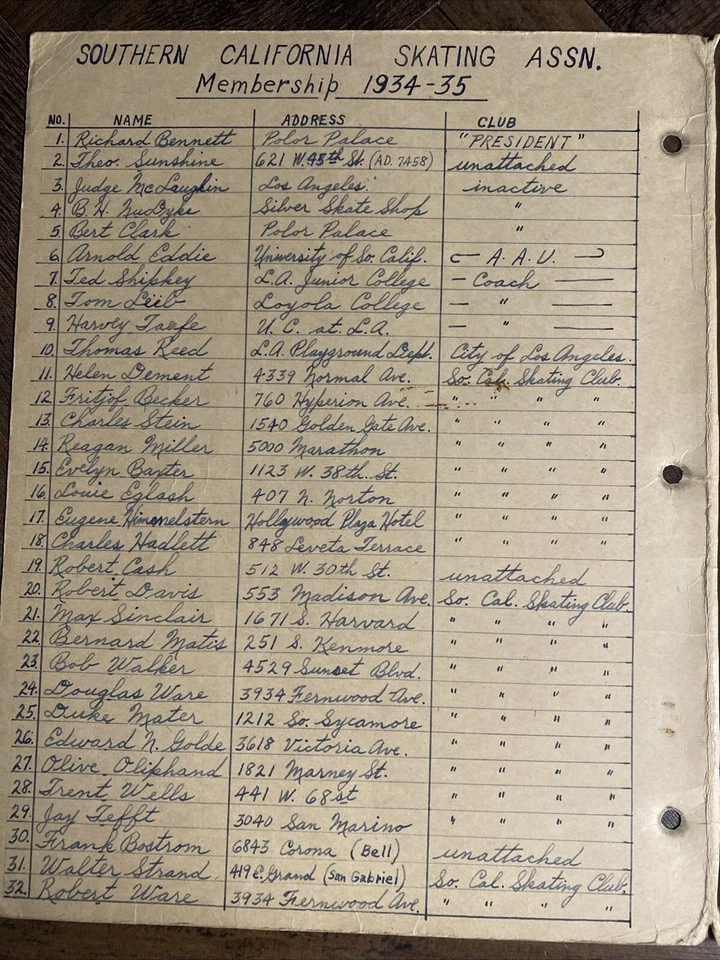 SOUTHERN CALIFORNIA SKATING ASSN.
Membership 1934-35
NO. NAME ADDRESS CLUB
1. Richard Bennett Polor Palace "PRESIDENT"
2. Theo. Sunshine 621 W. 45th St. (AD. 7458) unattached
3. Judge McLaughin Los Angeles. inactive
4. B. H. Silver Skate Shop "
5. Bert Clark Polor Palace "
6. Arnold Eddie University of So. Calif. A.A.U.
7. Ted Shipkey L.A. Junior College — Coach —
8. Tom Lieb Loyola College — " —
9. Harvey Taafe U.C. at L.A. — " —
10. Thomas Reed L.A. Playground Dept. City of Los Angeles.
11. Helen Dement 4339 Normal Ave. So. Cal. Skating Club.
12. Fritjof Becker 760 Hyperion Ave. " " " "
13. Charles Stein 1540 Golden Gate Ave. " " " "
14. Reagan Miller 5000 Marathon " " " "
15. Evelyn Baxter 1123 W. 38th St. " " " "
16. Louie Eglash 407 N. Norton " " " "
17. Eugene Himmelstern Hollywood Plaza Hotel " " " "
18. Charles Hadlett 848 Leveta Terrace " " " "
19. Robert Cash 512 W. 30th St. unattached
20. Robert Davis 553 Madison Ave. So. Cal. Skating Club.
21. Max Sinclair 1671 S. Harvard " " " "
22. Bernard Matis 251 S. Kenmore " " " "
23. Bob Walker 4529 Sunset Blvd. " " " "
24. Douglas Ware 3934 Fernwood Ave. " " " "
25. Duke Mater 1212 So. Sycamore " " " "
26. Edward N. Golde 3618 Victoria Ave. " " " "
27. Olive Oliphand 1821 Marney St. " " " "
28. Trent Wells 441 W. 68st " " " "
29. Jay Tefft 3040 San Marino " " " "
30. Frank Bostrom 6843 Corona (Bell) unattached
31. Walter Strand 419 E. Grand (San Gabriel) So. Cal. Skating Club.
32. Robert Ware 3934 Fernwood Ave. " " " "